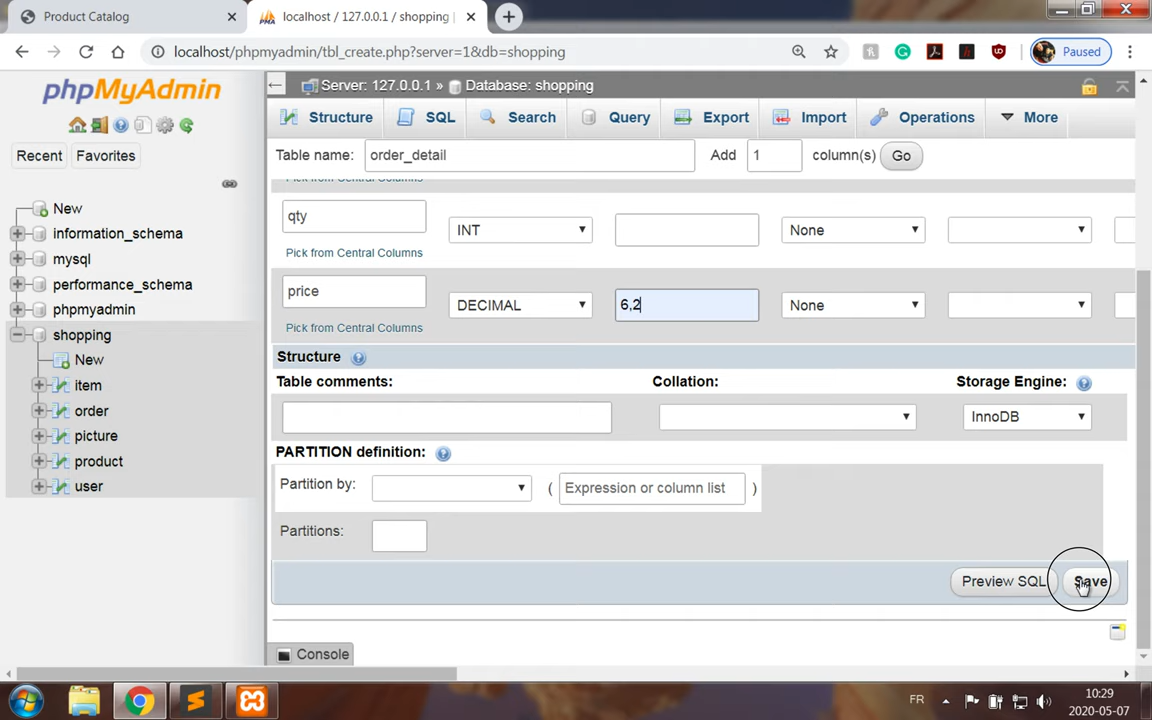 Product Catalog
localhost / 127.0.0.1 / shopping
localhost/phpmyadmin/tbl_create.php?server=1&db=shopping
Paused
phpMyAdmin
Recent
Favorites
New
information_schema
mysql
performance_schema
phpmyadmin
shopping
New
item
order
picture
product
user
Server: 127.0.0.1 » Database: shopping
Structure
SQL
Search
Query
Export
Import
Operations
More
Table name: order_detail Add 1 column(s) Go
Pick from Central Columns
qty INT None
Pick from Central Columns
price DECIMAL 6,2 None
Pick from Central Columns
Structure
Table comments: Collation: Storage Engine:
InnoDB
PARTITION definition:
Partition by: ( Expression or column list )
Partitions:
Preview SQL Save
Console
FR
10:29
2020-05-07